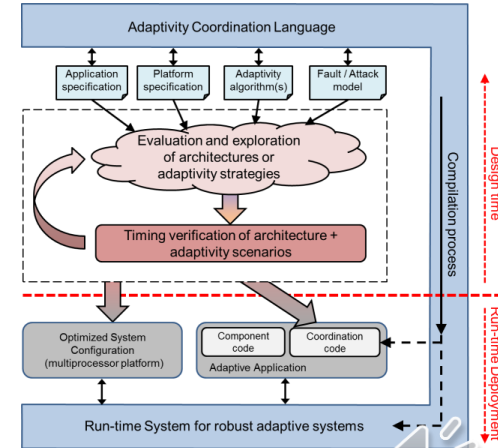 Adaptivity Coordination Language
Application
specification
Platform
specification
Adaptivity
algorithm(s)
Fault / Attack
model
Evaluation and exploration
of architectures or
adaptivity strategies
Timing verification of architecture +
adaptivity scenarios
Compilation process
Design time
Run-time Deployment
Optimized System
Configuration
(multiprocessor platform)
Component
code
Coordination
code
Adaptive Application
Run-time System for robust adaptive systems